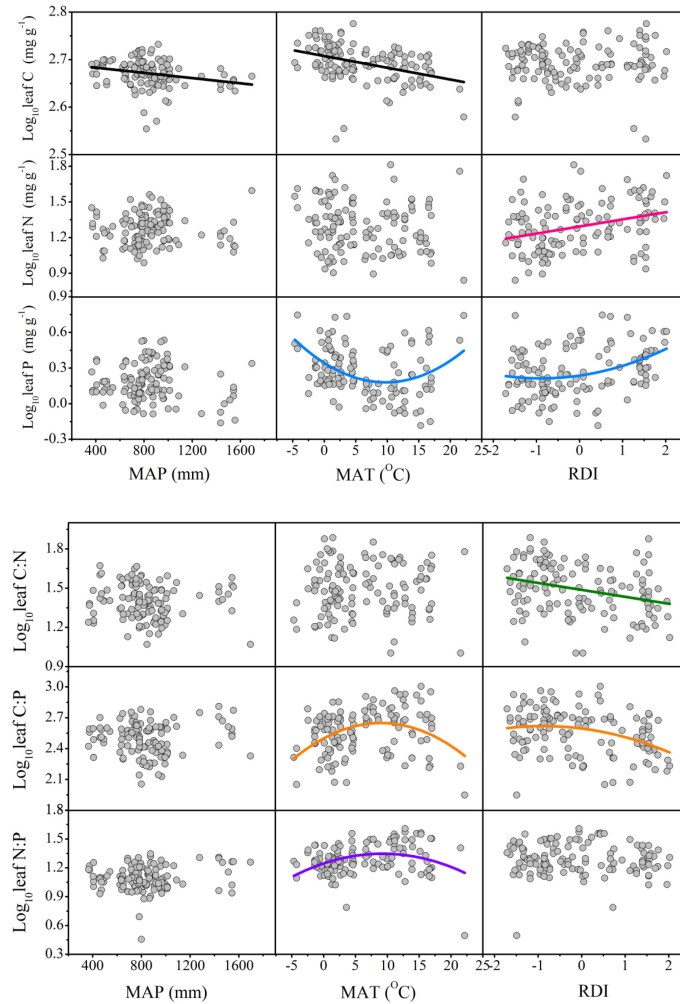 Log10leaf C (mg g-1)
2.8
2.7
2.6
2.5
Log10leaf N (mg g-1)
1.8
1.5
1.2
0.9
Log10leaf P (mg g-1)
0.6
0.3
0.0
-0.3
400 800 1200 1600 -5 0 5 10 15 20 25 -2 -1 0 1 2
MAP (mm) MAT (OC) RDI
Log10leaf C:N
1.8
1.5
1.2
0.9
Log10leaf C:P
3.0
2.7
2.4
2.1
1.8
Log10leaf N:P
1.5
1.2
0.9
0.6
0.3
400 800 1200 1600 -5 0 5 10 15 20 25 -2 -1 0 1 2
MAP (mm) MAT (OC) RDI